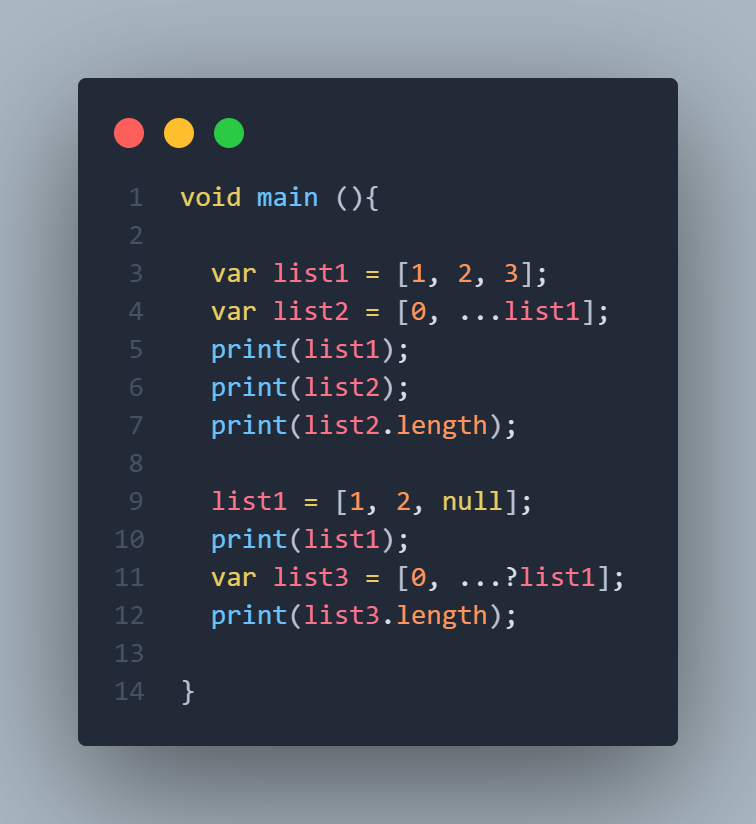 1 void main (){
2
3 var list1 = [1, 2, 3];
4 var list2 = [0, ...list1];
5 print(list1);
6 print(list2);
7 print(list2.length);
8
9 list1 = [1, 2, null];
10 print(list1);
11 var list3 = [0, ...?list1];
12 print(list3.length);
13
14 }